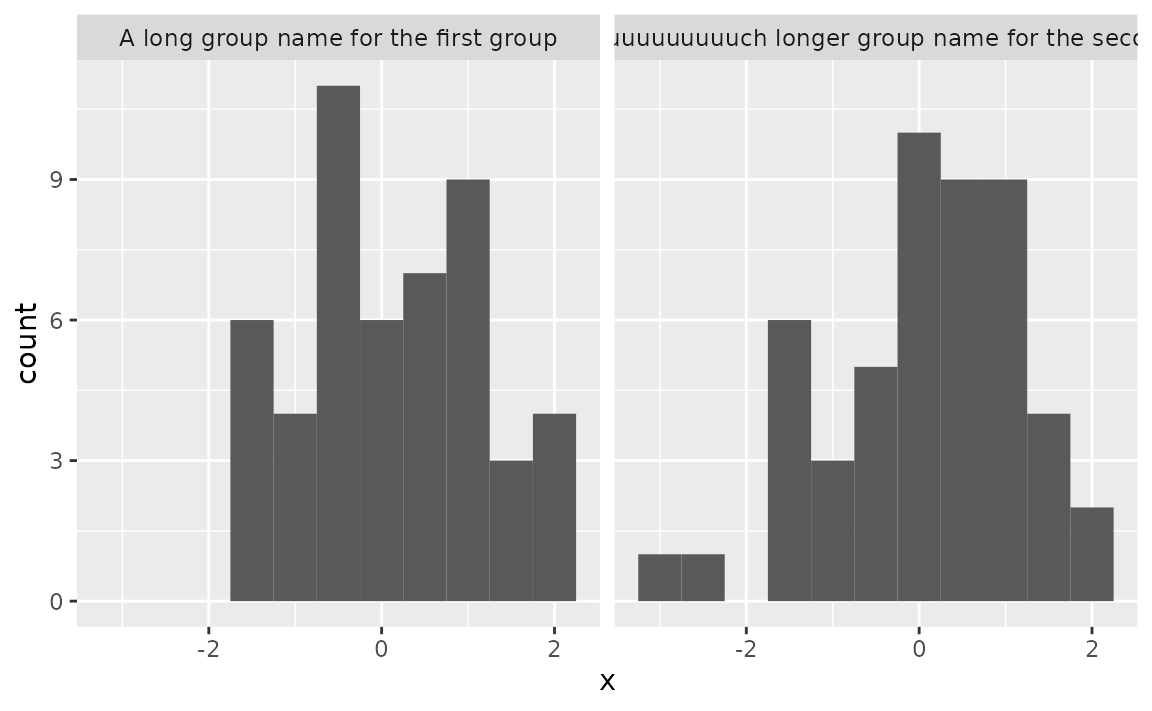 A long group name for the first group
uuuuuuuuuch longer group name for the seco
count
9
6
3
0
-2 0 2
-2 0 2
x